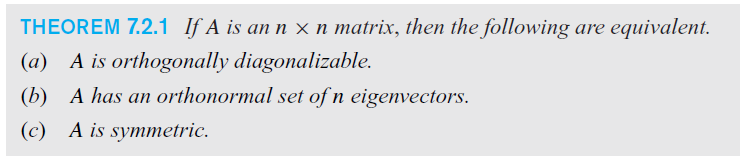 THEOREM 7.2.1 If A is an n × n matrix, then the following are equivalent.
(a) A is orthogonally diagonalizable.
(b) A has an orthonormal set of n eigenvectors.
(c) A is symmetric.